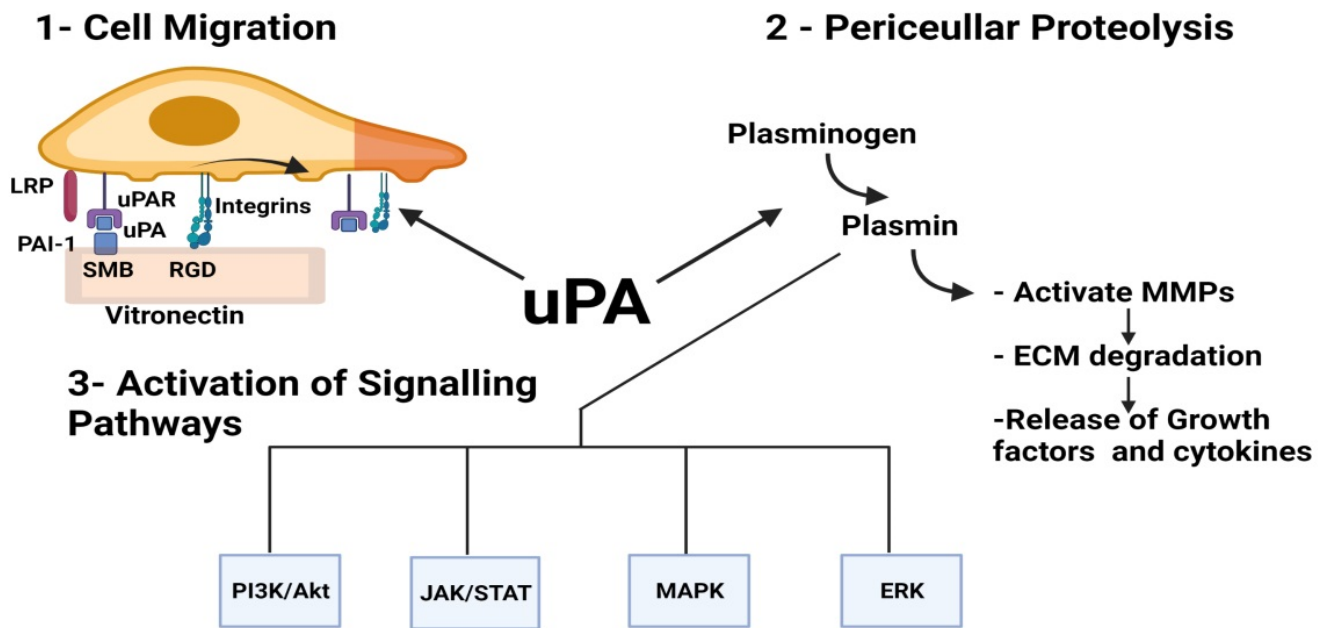 1- Cell Migration
2 - Periceullar Proteolysis
LRP
uPAR
Integrins
uPA
PAI-1
SMB
RGD
Vitronectin
uPA
Plasminogen
Plasmin
- Activate MMPs
- ECM degradation
-Release of Growth
factors and cytokines
3- Activation of Signalling
Pathways
PI3K/Akt
JAK/STAT
MAPK
ERK